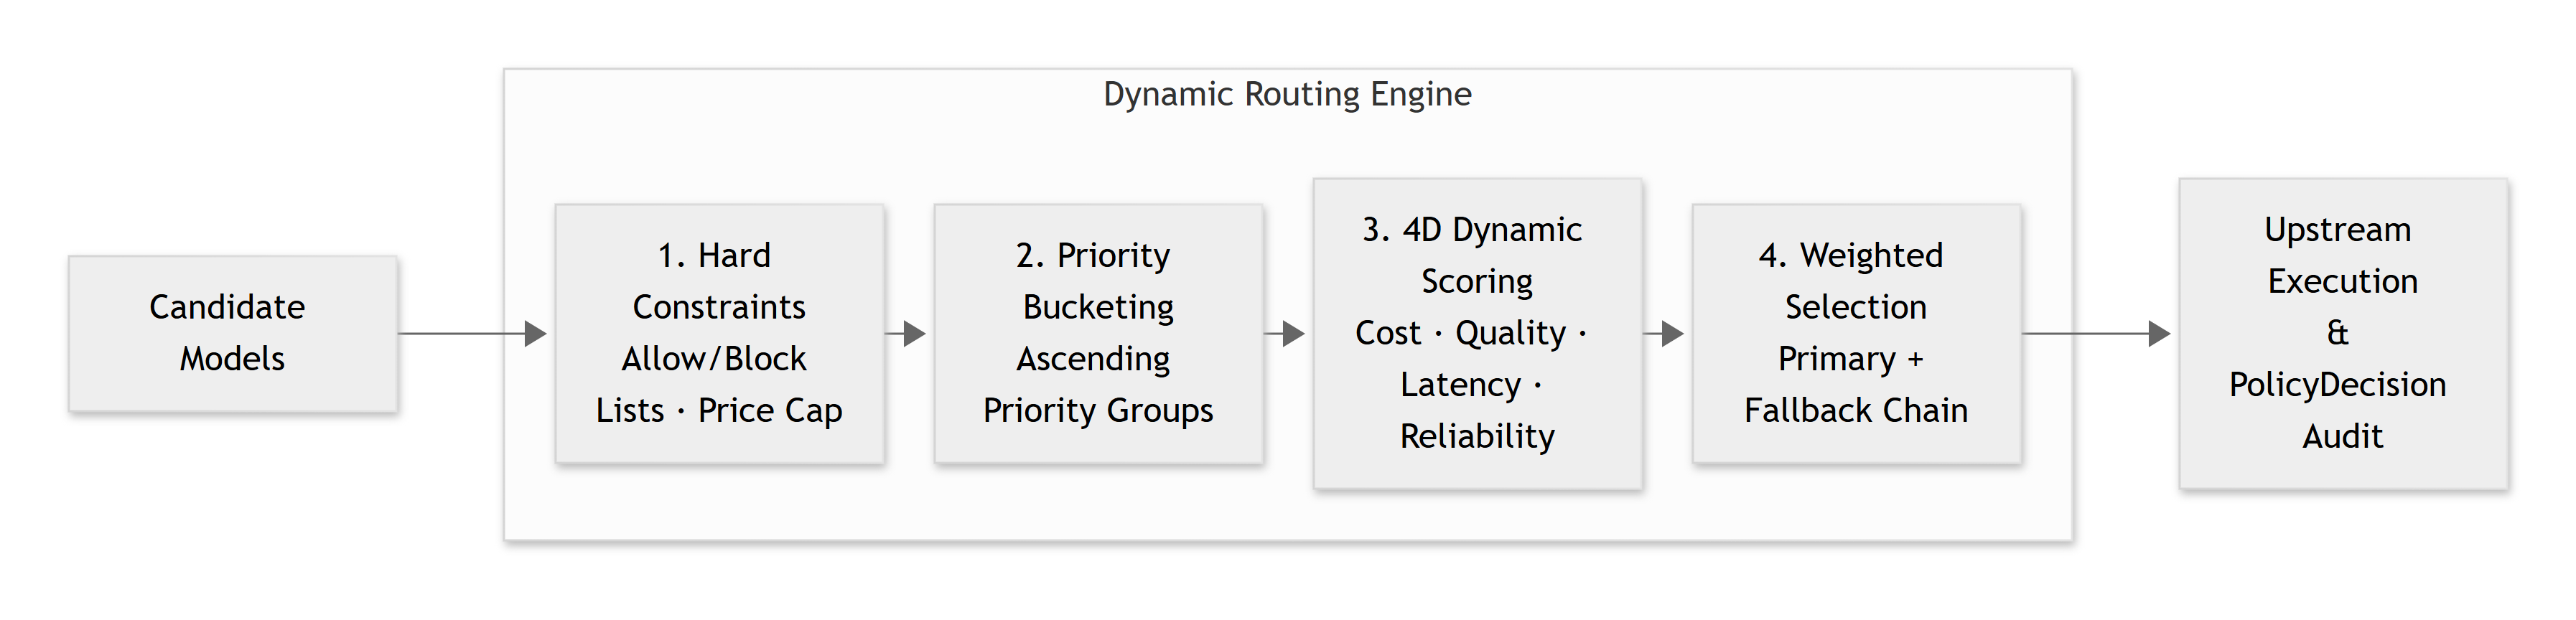 Dynamic Routing Engine
Candidate
Models
1. Hard
Constraints
Allow/Block
Lists · Price Cap
2. Priority
Bucketing
Ascending
Priority Groups
3. 4D Dynamic
Scoring
Cost · Quality ·
Latency ·
Reliability
4. Weighted
Selection
Primary +
Fallback Chain
Upstream
Execution
&
PolicyDecision
Audit